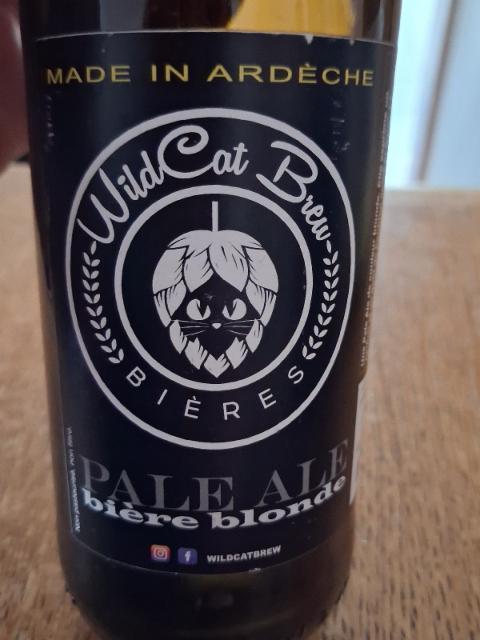 MADE IN ARDÈCHE
WildCat Brew
BIÈRES
PALE ALE
bière blonde
WILDCATBREW